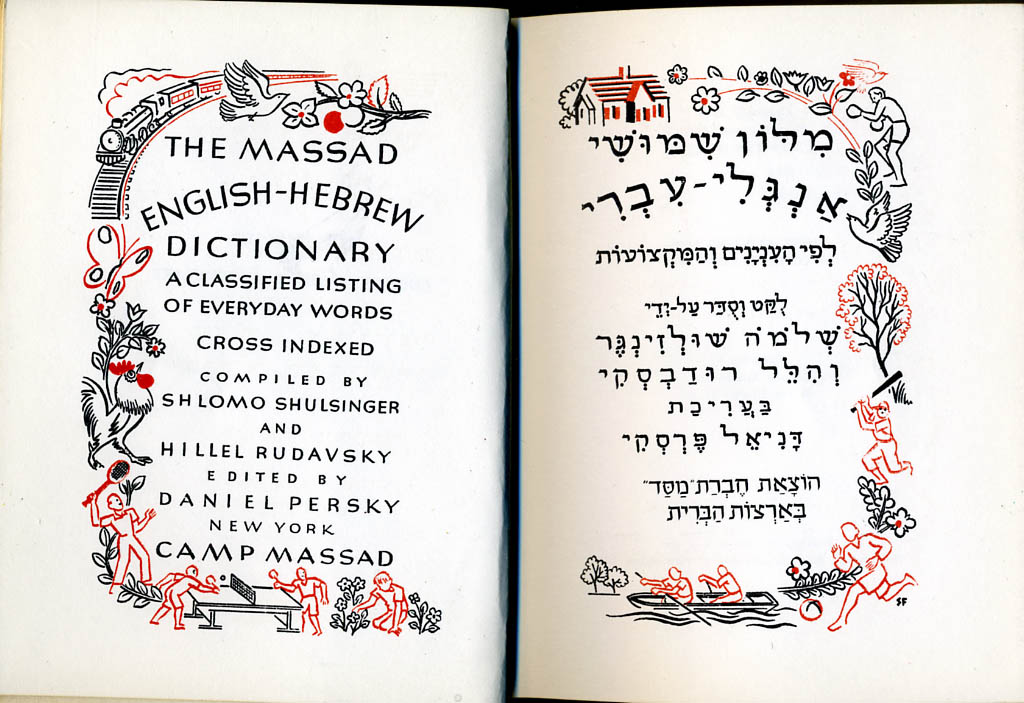 THE MASSAD
ENGLISH-HEBREW
DICTIONARY
A CLASSIFIED LISTING
OF EVERYDAY WORDS
CROSS INDEXED
COMPILED BY
SHLOMO SHULSINGER
AND
HILLEL RUDAVSKY
EDITED BY
DANIEL PERSKY
NEW YORK
CAMP MASSAD
מִלּוֹן שִׁמּוּשִׁי
אַנְגְּלִי-עִבְרִי
לְפִי הָעִנְיָנִים וְהַמִּקְצוֹעוֹת
לֻקַּט וְסֻדַּר עַל-יְדֵי
שְׁלֹמֹה שׁוּלְזִינְגֶּר
וְהִלֵּל רוּדַבְסְקִי
בַּעֲרִיכַת
דָּנִיאֵל פֶּרְסְקִי
הוֹצָאַת חֶבְרַת "מַסַּד"
בְּאַרְצוֹת הַבְּרִית
SF